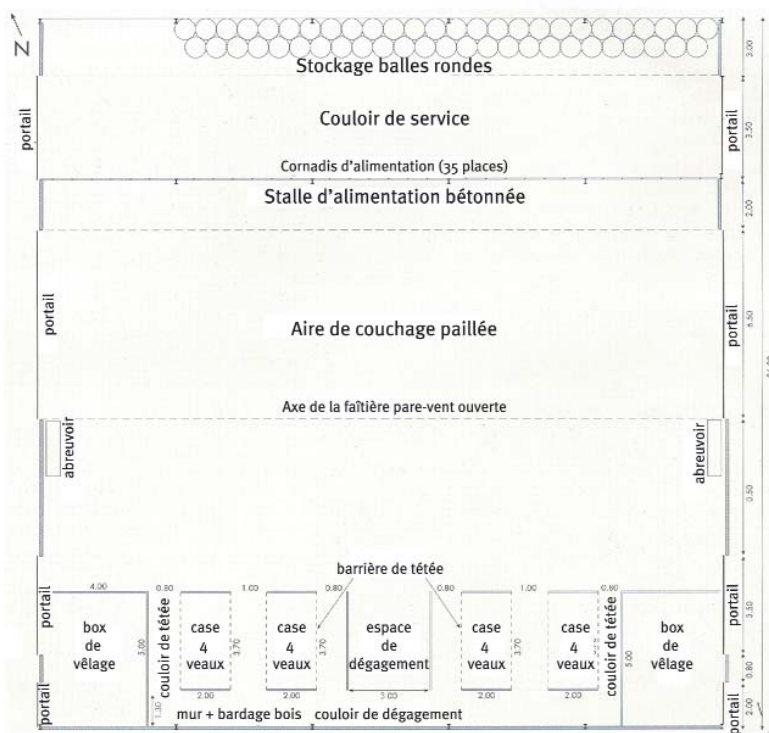 N
Stockage balles rondes
3.00
portail
Couloir de service
portail
3.50
Cornadis d'alimentation (35 places)
Stalle d'alimentation bétonnée
2.00
portail
Aire de couchage paillée
portail
6.50
Axe de la faîtière pare-vent ouverte
abreuvoir
abreuvoir
barrière de tétée
portail
4.00
0.80
1.00
0.80
0.80
1.00
portail
3.50
box
de
vêlage
couloir de tétée
case
4
veaux
3.70
case
4
veaux
3.70
espace
de
dégagement
case
4
veaux
3.70
case
4
veaux
couloir de tétée
5.00
box
de
vêlage
0.80
2.00
2.00
2.00
2.00
portail
1.30
mur + bardage bois couloir de dégagement
portail
2.00